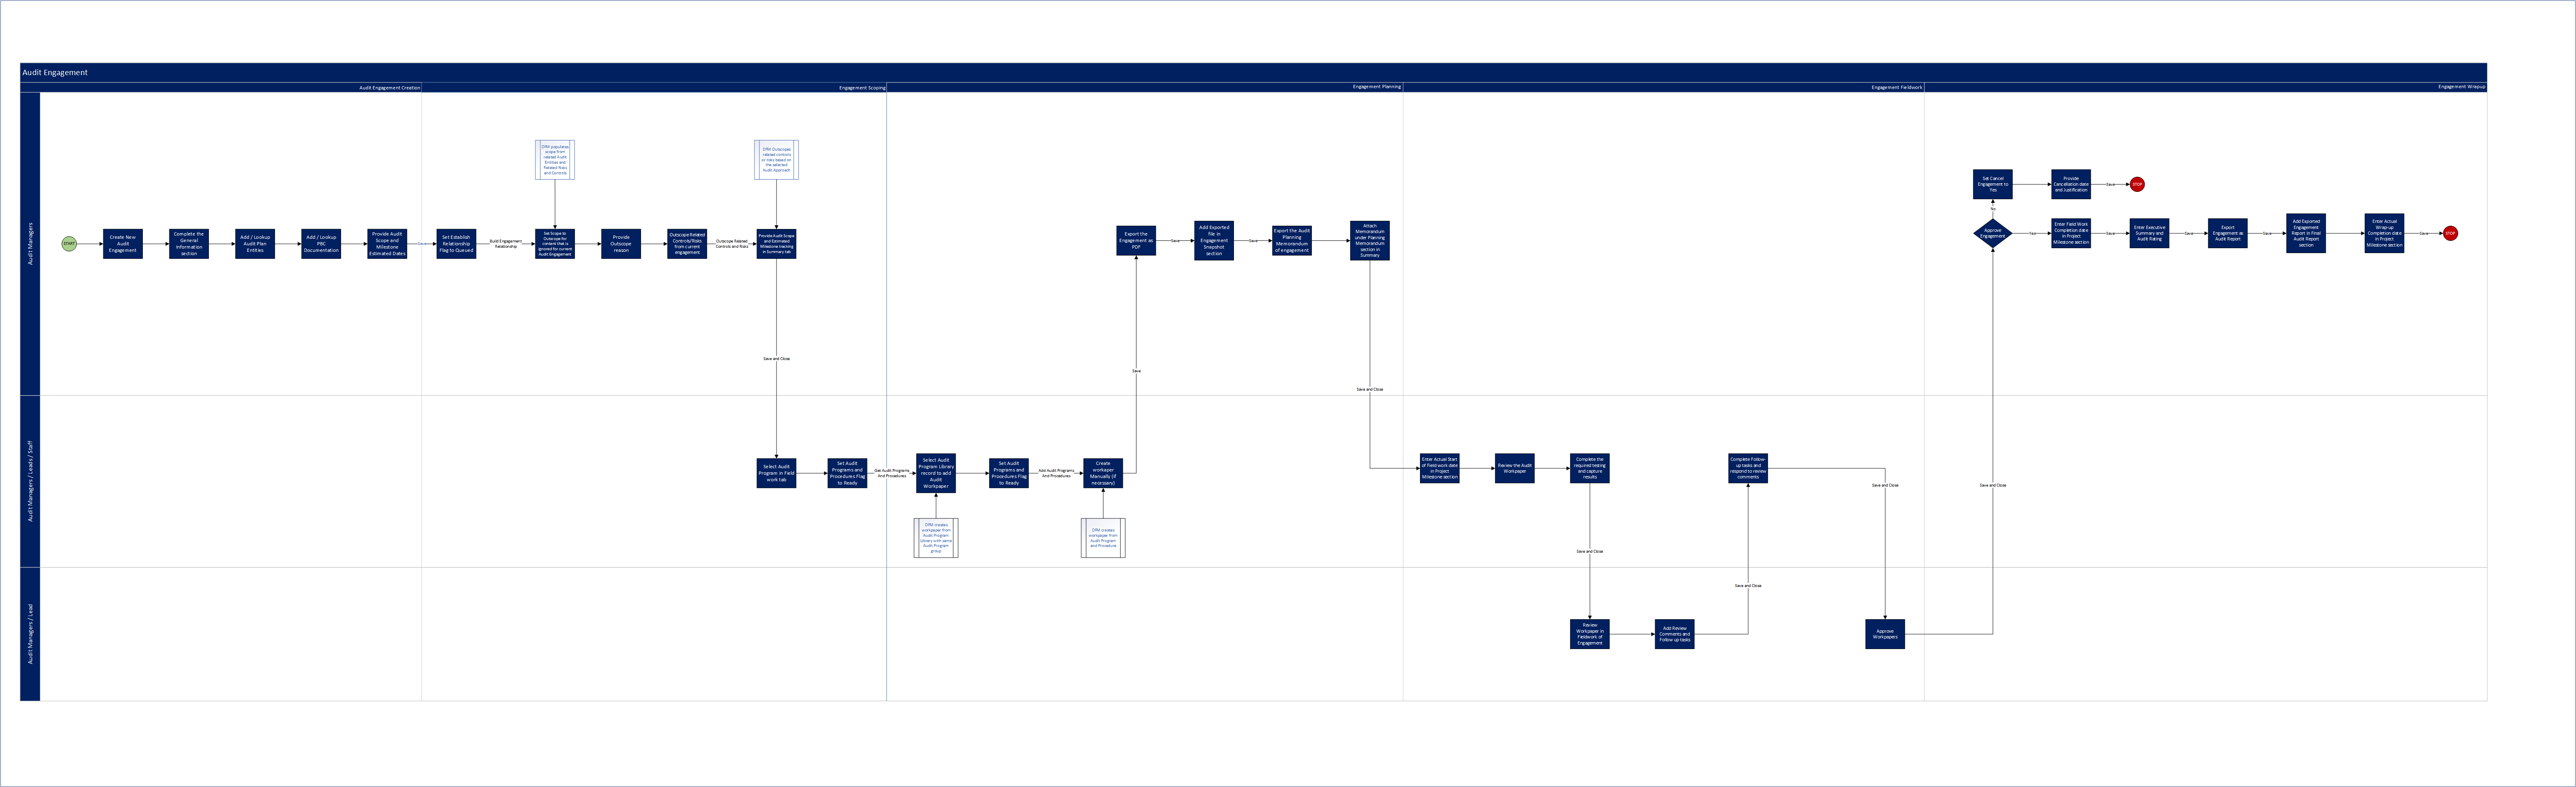 Audit Engagement
Audit Engagement Creation
Engagement Scoping
Engagement Planning
Engagement Fieldwork
Engagement Wrapup
Audit Managers
START
Create New
Audit
Engagement
Complete the
General
Information
section
Add / Lookup
Audit Plan
Entities
Add / Lookup
PBC
Documentation
Provide Audit
Scope and
Milestone
Estimated Dates
Save
Set Establish
Relationship
Flag to Queued
Build Engagement
Relationship
DRM populates
scope from
related Audit
Entities and
Related Risks
and Controls
Set Scope to
Outscope for
content that is
ignored for current
Audit Engagement
Provide
Outscope
reason
Outscope Related
Controls/Risks
from current
engagement
Outscope Related
Controls and Risks
DRM Outscopes
related controls
or risks based on
the selected
Audit Approach
Provide Audit Scope
and Estimated
Milestone tracking
in Summary tab
Save and Close
Export the
Engagement as
PDF
Save
Add Exported
file in
Engagement
Snapshot
section
Save
Export the Audit
Planning
Memorandum
of engagement
Attach
Memorandum
under Planning
Memorandum
section in
Summary
Save
Save and Close
Set Cancel
Engagement to
Yes
Provide
Cancellation date
and Justification
Save
STOP
No
Approve
Engagement
Yes
Enter Field Work
Completion date
in Project
Milestone section
Save
Enter Executive
Summary and
Audit Rating
Save
Export
Engagement as
Audit Report
Save
Add Exported
Engagement
Report in Final
Audit Report
section
Enter Actual
Wrap-up
Completion date
in Project
Milestone section
Save
STOP
Audit Managers / Leads / Staff
Select Audit
Program in Field
work tab
Set Audit
Programs and
Procedures Flag
to Ready
Get Audit Programs
And Procedures
Select Audit
Program Library
record to add
Audit
Workpaper
Set Audit
Programs and
Procedures Flag
to Ready
Add Audit Programs
And Procedures
Create
workpaper
Manually (if
necessary)
DRM creates
workpaper from
Audit Program
Library with same
Audit Program
group
DRM creates
workpaper from
Audit Program
and Procedure
Enter Actual Start
of Field work date
in Project
Milestone section
Review the Audit
Workpaper
Complete the
required testing
and capture
results
Save and Close
Complete Follow-
up tasks and
respond to review
comments
Save and Close
Save and Close
Audit Managers / Lead
Review
Workpaper in
Fieldwork of
Engagement
Add Review
Comments and
Follow up tasks
Save and Close
Approve
Workpapers